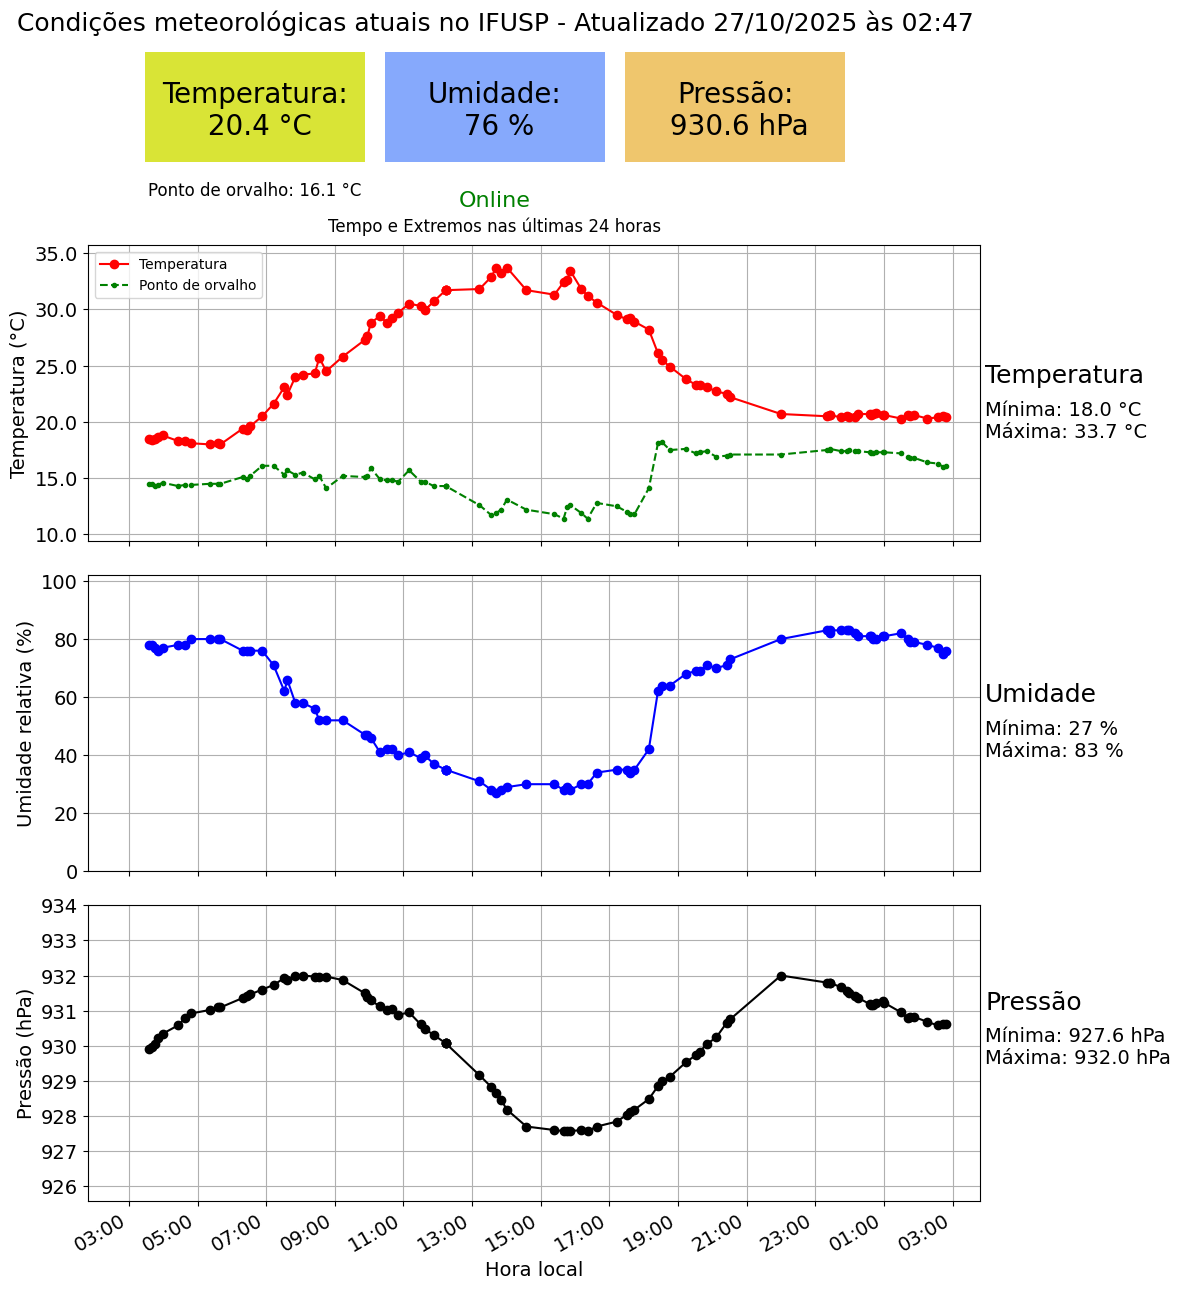 Condições meteorológicas atuais no IFUSP - Atualizado 27/10/2025 às 02:47
Temperatura:
20.4 °C
Umidade:
76 %
Pressão:
930.6 hPa
Ponto de orvalho: 16.1 °C
Online
Tempo e Extremos nas últimas 24 horas
Temperatura
Ponto de orvalho
Temperatura (°C)
35.0
30.0
25.0
20.0
15.0
10.0
Temperatura
Mínima: 18.0 °C
Máxima: 33.7 °C
Umidade relativa (%)
100
80
60
40
20
0
Umidade
Mínima: 27 %
Máxima: 83 %
Pressão (hPa)
934
933
932
931
930
929
928
927
926
Pressão
Mínima: 927.6 hPa
Máxima: 932.0 hPa
03:00
05:00
07:00
09:00
11:00
13:00
15:00
17:00
19:00
21:00
23:00
01:00
03:00
Hora local